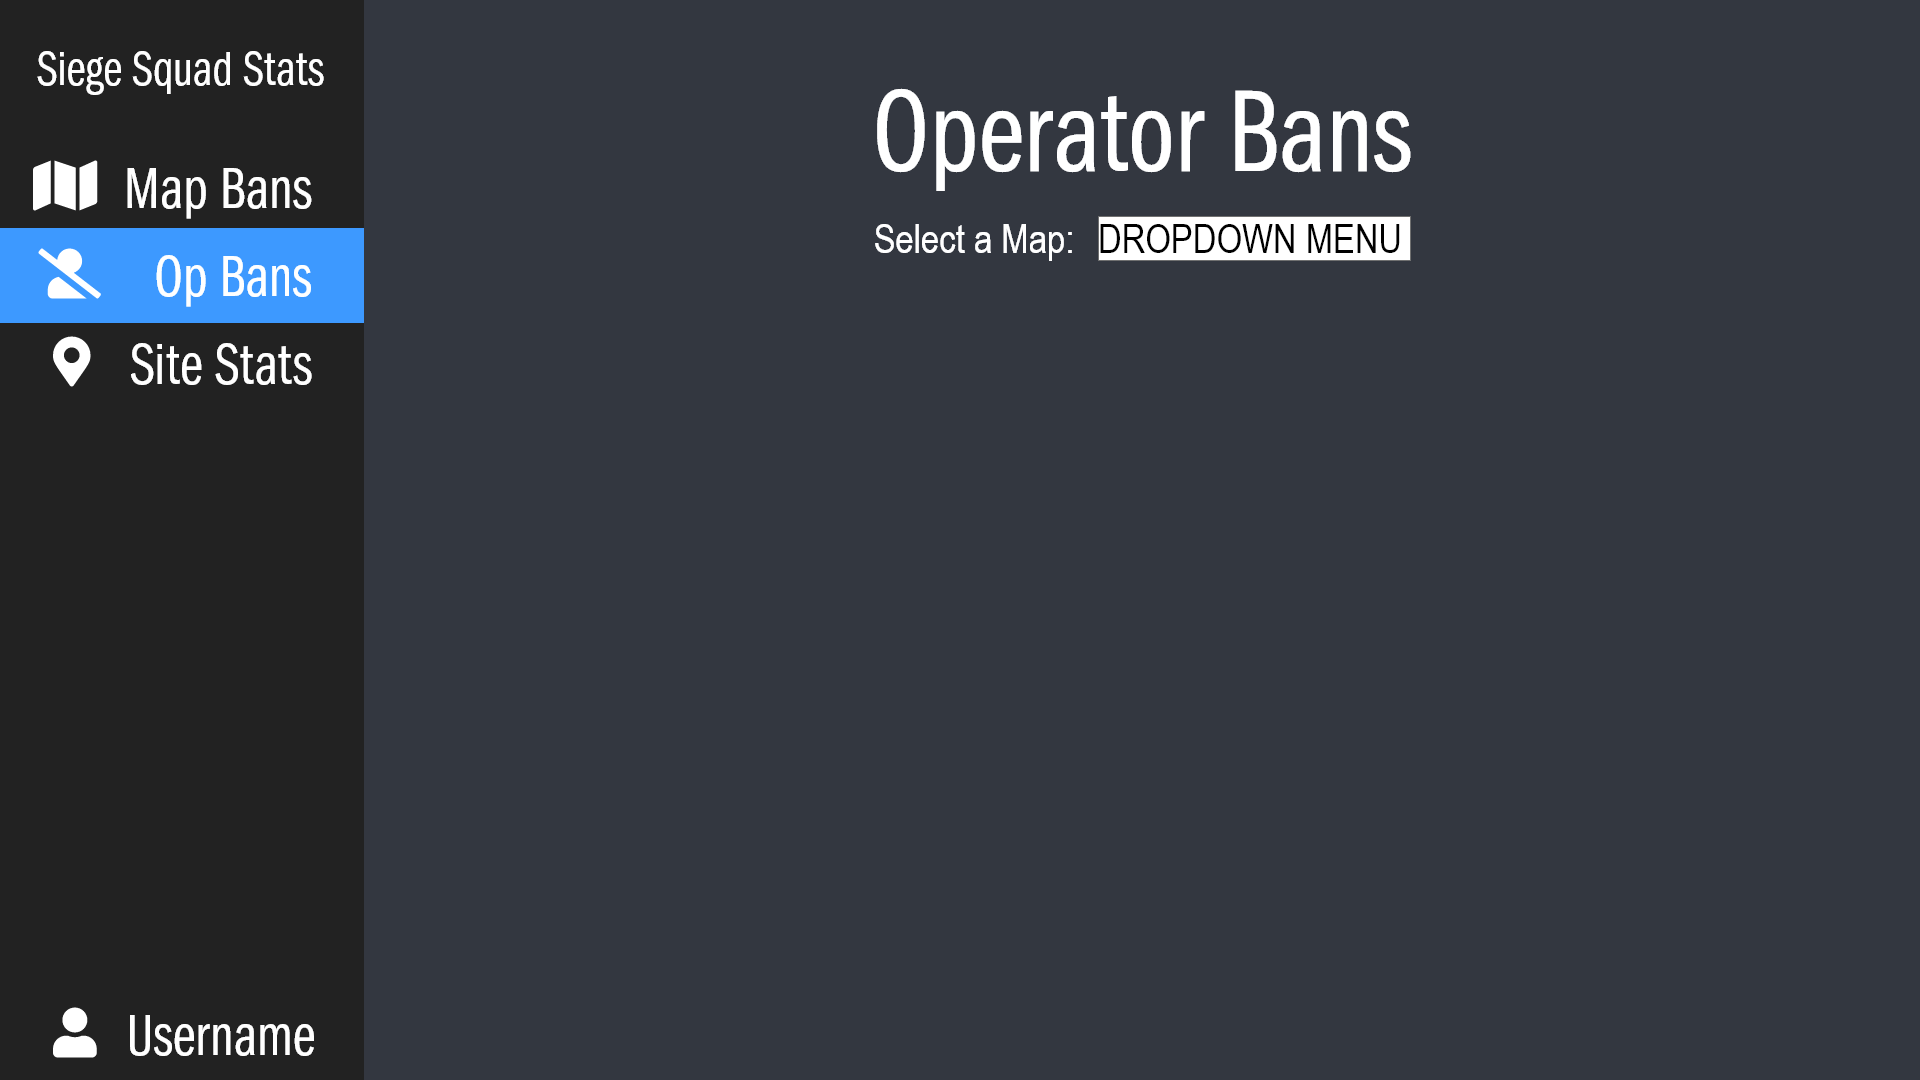 Siege Squad Stats
Map Bans
Op Bans
Site Stats
Username
Operator Bans
Select a Map: DROPDOWN MENU